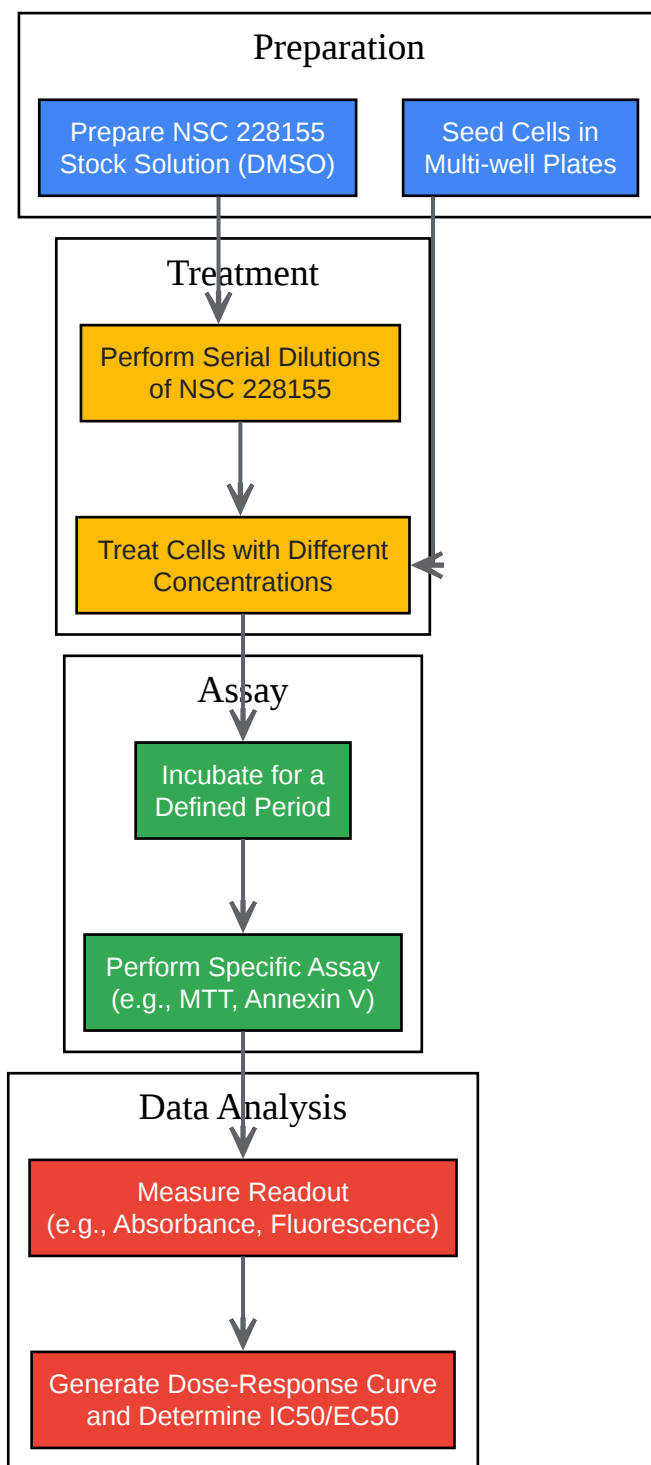 Preparation
Prepare NSC 228155
Stock Solution (DMSO)
Seed Cells in
Multi-well Plates
Treatment
Perform Serial Dilutions
of NSC 228155
Treat Cells with Different
Concentrations
Assay
Incubate for a
Defined Period
Perform Specific Assay
(e.g., MTT, Annexin V)
Data Analysis
Measure Readout
(e.g., Absorbance, Fluorescence)
Generate Dose-Response Curve
and Determine IC50/EC50